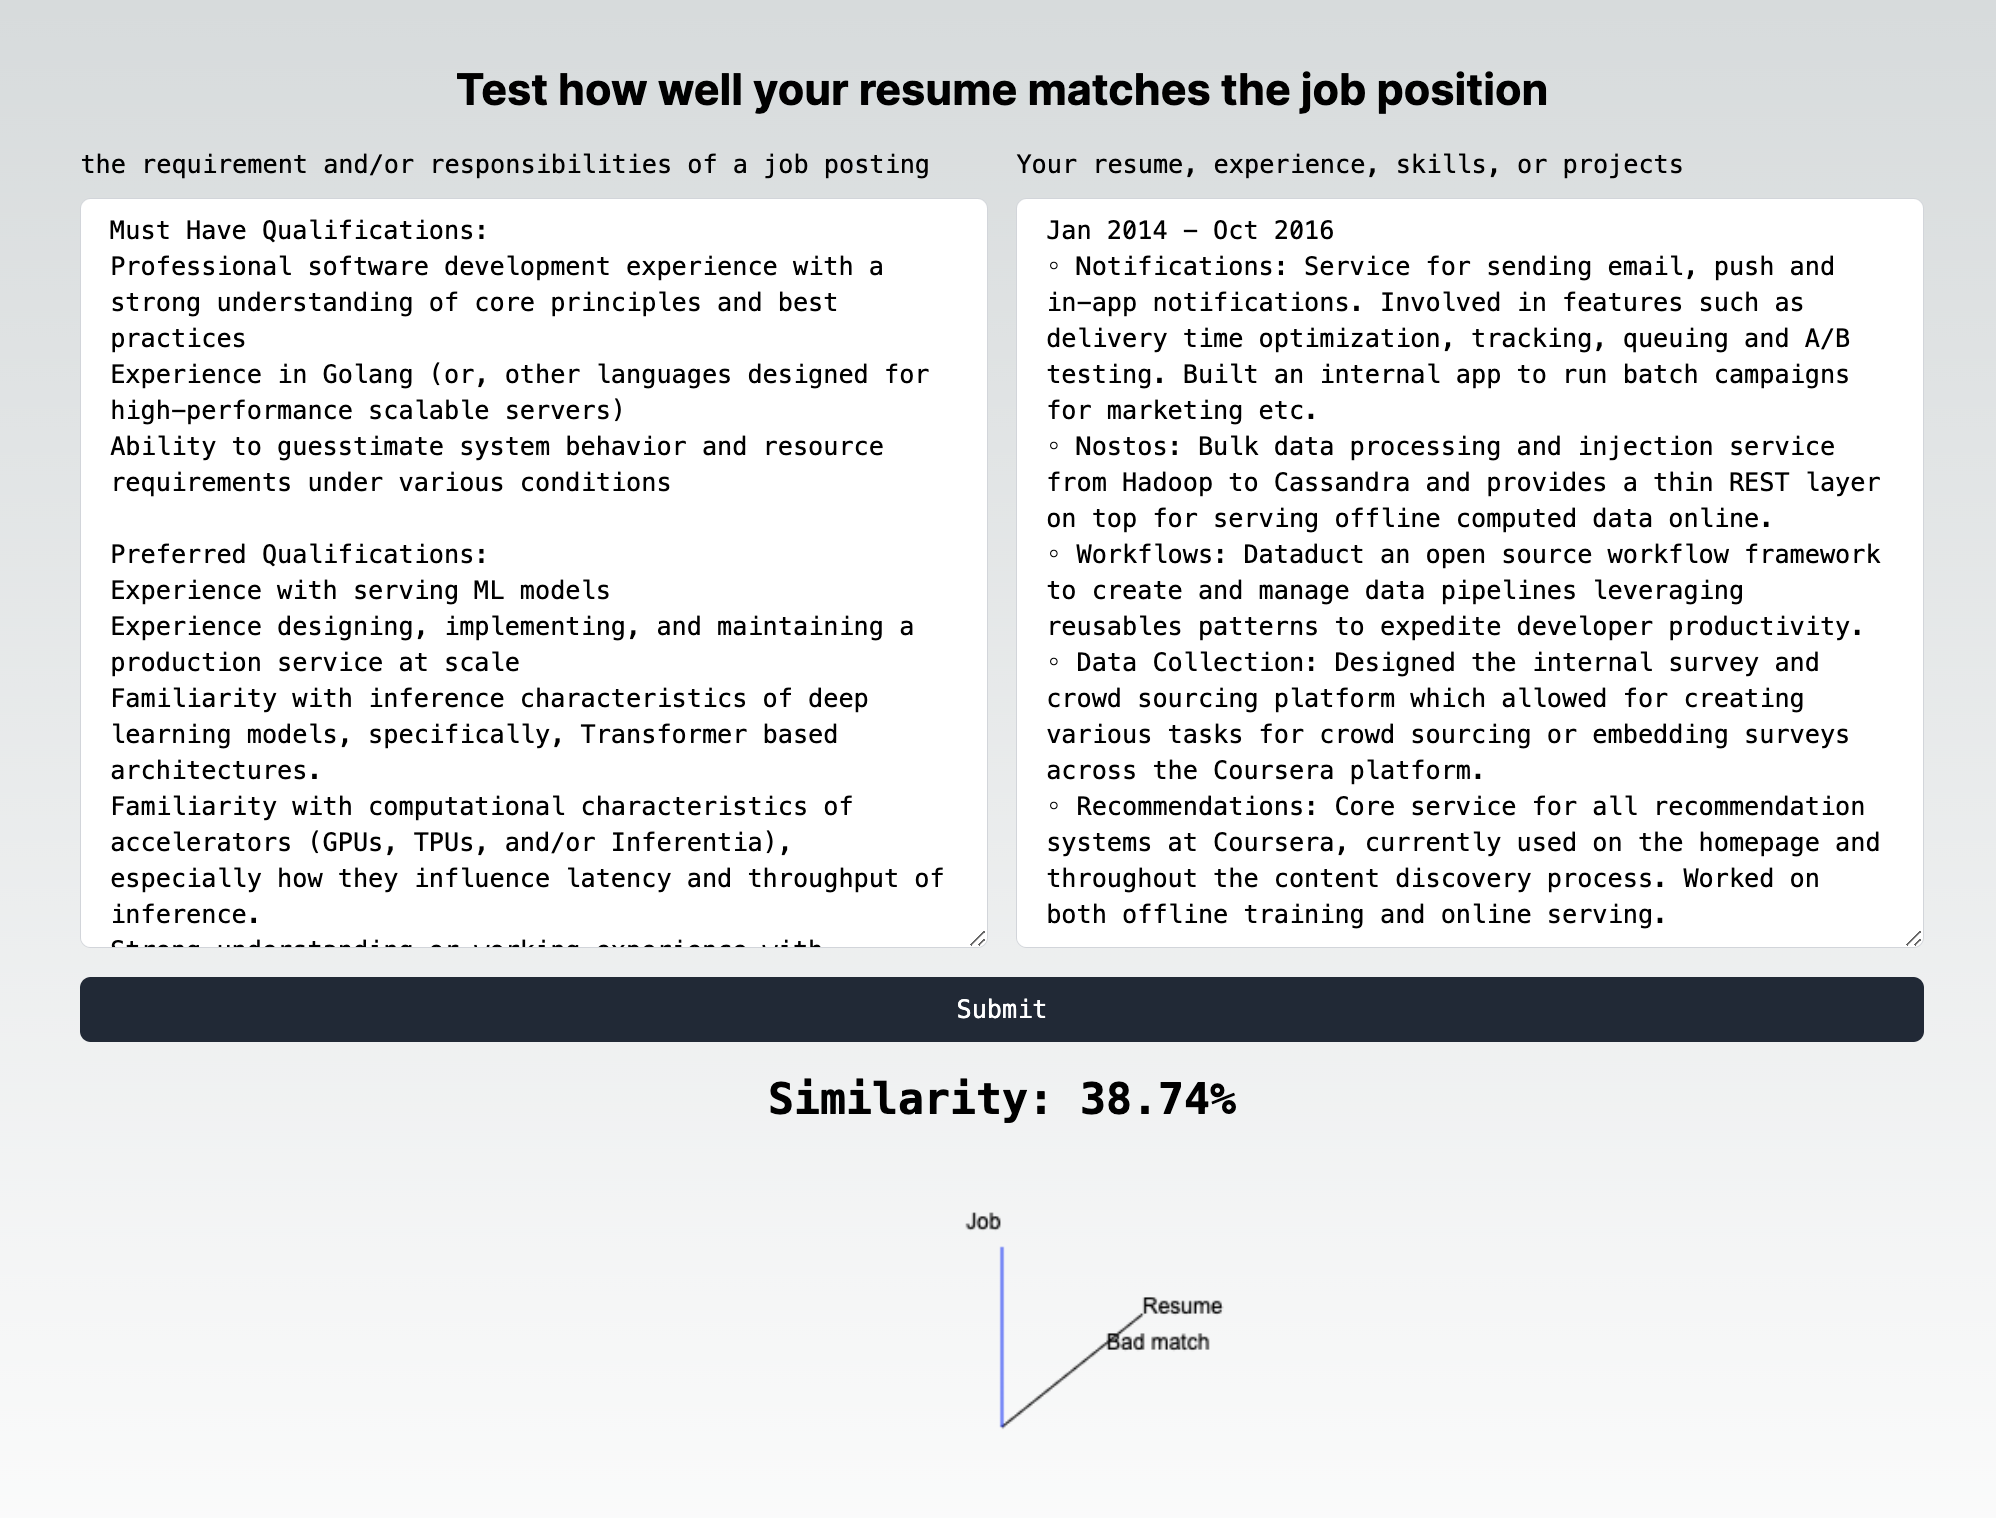 Test how well your resume matches the job position
the requirement and/or responsibilities of a job posting
Must Have Qualifications:
Professional software development experience with a
strong understanding of core principles and best
practices
Experience in Golang (or, other languages designed for
high-performance scalable servers)
Ability to guesstimate system behavior and resource
requirements under various conditions

Preferred Qualifications:
Experience with serving ML models
Experience designing, implementing, and maintaining a
production service at scale
Familiarity with inference characteristics of deep
learning models, specifically, Transformer based
architectures.
Familiarity with computational characteristics of
accelerators (GPUs, TPUs, and/or Inferentia),
especially how they influence latency and throughput of
inference.
Strong understanding or working experience with
Your resume, experience, skills, or projects
Jan 2014 – Oct 2016
◦ Notifications: Service for sending email, push and
in-app notifications. Involved in features such as
delivery time optimization, tracking, queuing and A/B
testing. Built an internal app to run batch campaigns
for marketing etc.
◦ Nostos: Bulk data processing and injection service
from Hadoop to Cassandra and provides a thin REST layer
on top for serving offline computed data online.
◦ Workflows: Dataduct an open source workflow framework
to create and manage data pipelines leveraging
reusables patterns to expedite developer productivity.
◦ Data Collection: Designed the internal survey and
crowd sourcing platform which allowed for creating
various tasks for crowd sourcing or embedding surveys
across the Coursera platform.
◦ Recommendations: Core service for all recommendation
systems at Coursera, currently used on the homepage and
throughout the content discovery process. Worked on
both offline training and online serving.
Submit
Similarity: 38.74%
Job
Resume
Bad match